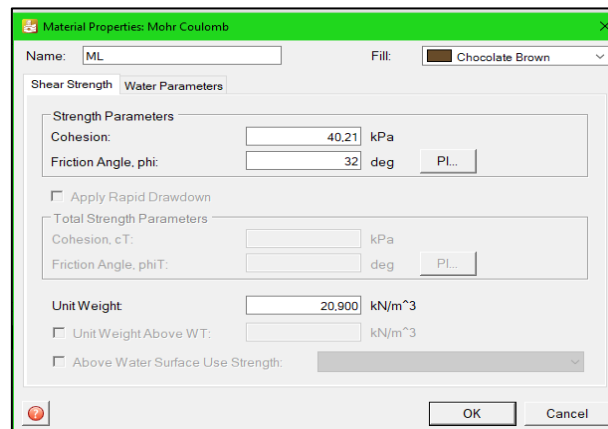 Material Properties: Mohr Coulomb
Name: ML Fill: Chocolate Brown
Shear Strength Water Parameters
Strength Parameters
Cohesion: 40,21 kPa
Friction Angle, phi: 32 deg PI...
Apply Rapid Drawdown
Total Strength Parameters
Cohesion, cT: kPa
Friction Angle, phiT: deg PI...
Unit Weight: 20,900 kN/m^3
Unit Weight Above WT: kN/m^3
Above Water Surface Use Strength:
? OK Cancel